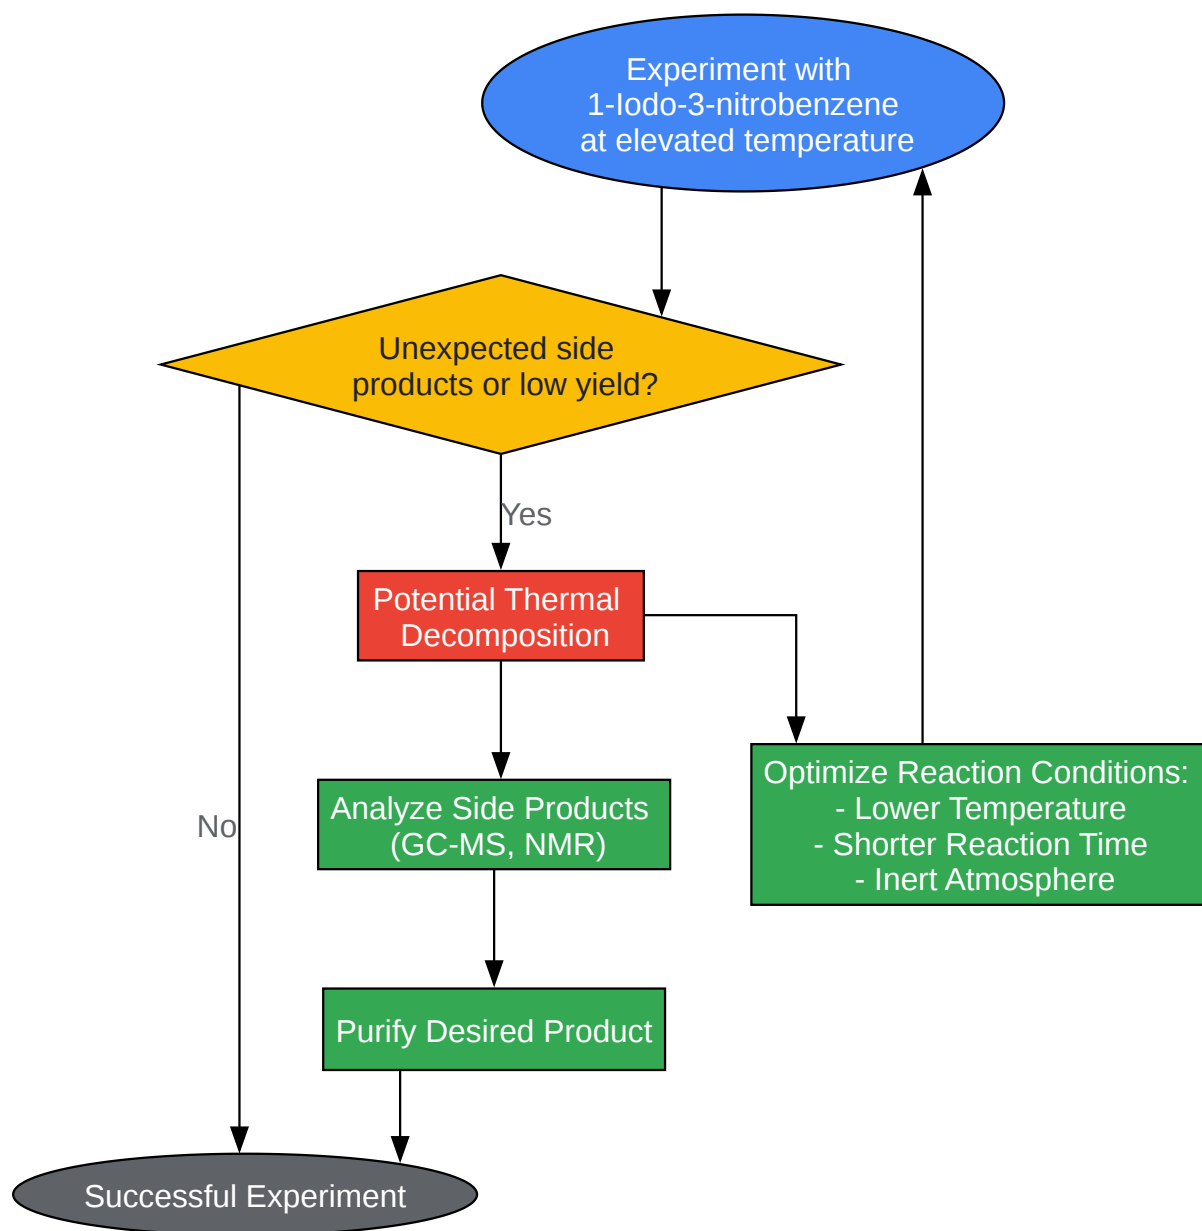 Experiment with
1-Iodo-3-nitrobenzene
at elevated temperature
Unexpected side
products or low yield?
Yes
Potential Thermal
Decomposition
Optimize Reaction Conditions:
- Lower Temperature
- Shorter Reaction Time
- Inert Atmosphere
Analyze Side Products
(GC-MS, NMR)
No
Purify Desired Product
Successful Experiment